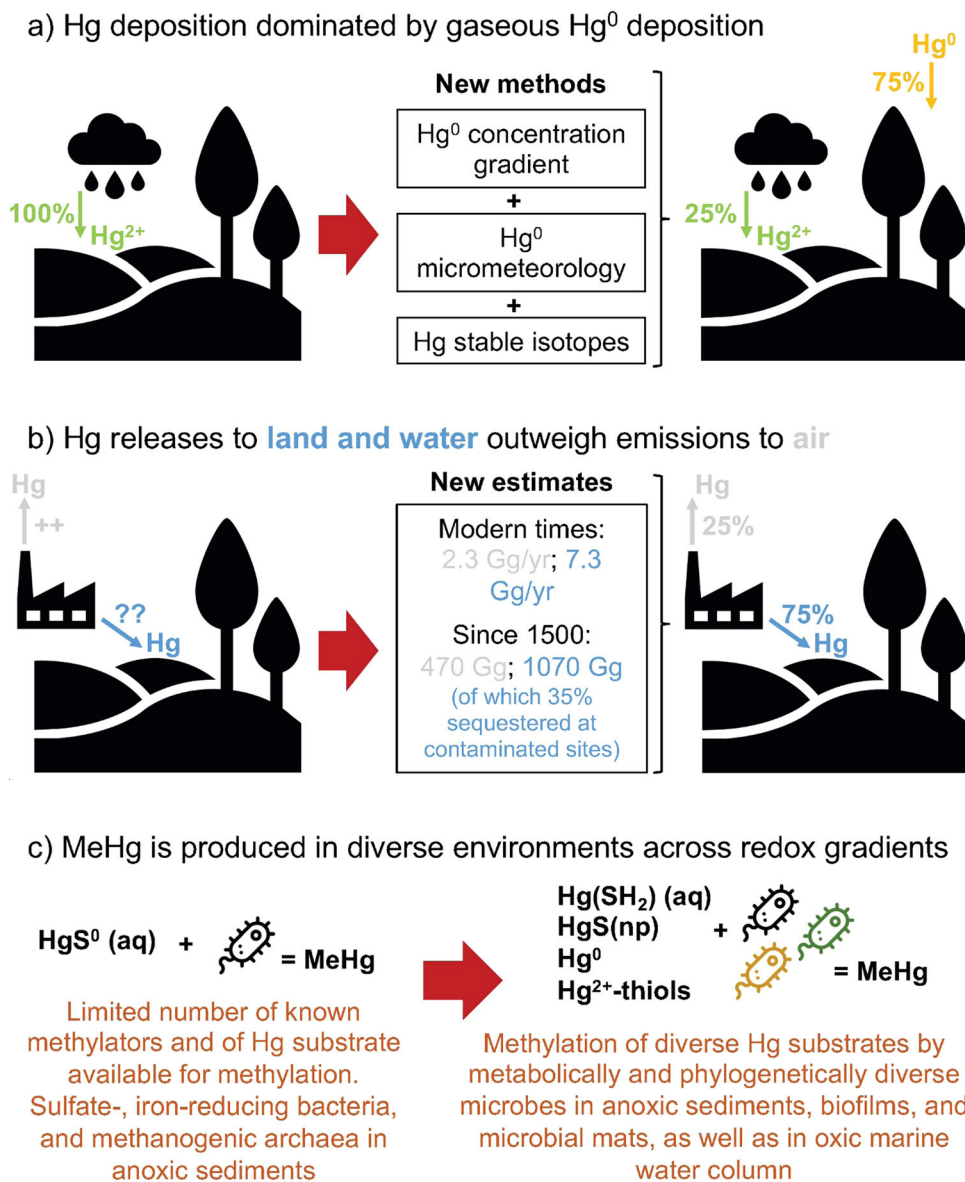 a) Hg deposition dominated by gaseous Hg⁰ deposition
100%
Hg²⁺
New methods
Hg⁰ concentration
gradient
+
Hg⁰
micrometeorology
+
Hg stable isotopes
Hg⁰
75%
25%
Hg²⁺
b) Hg releases to land and water outweigh emissions to air
Hg
++
??
Hg
New estimates
Modern times:
2.3 Gg/yr; 7.3
Gg/yr
Since 1500:
470 Gg; 1070 Gg
(of which 35%
sequestered at
contaminated sites)
Hg
25%
75%
Hg
c) MeHg is produced in diverse environments across redox gradients
HgS⁰ (aq) + = MeHg
Limited number of known
methylators and of Hg substrate
available for methylation.
Sulfate-, iron-reducing bacteria,
and methanogenic archaea in
anoxic sediments
Hg(SH₂) (aq)
HgS(np) +
Hg⁰
Hg²⁺-thiols = MeHg
Methylation of diverse Hg substrates by
metabolically and phylogenetically diverse
microbes in anoxic sediments, biofilms, and
microbial mats, as well as in oxic marine
water column